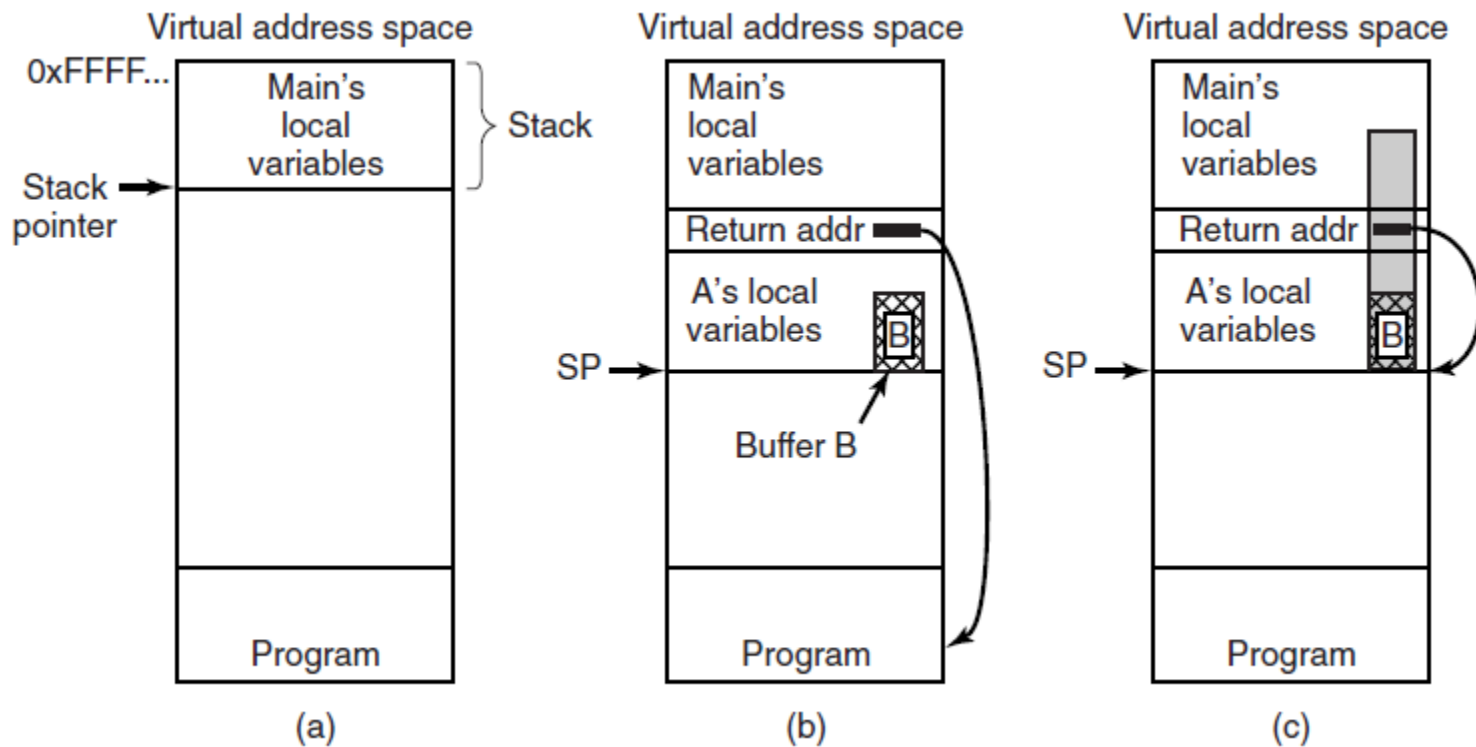 Virtual address space
0xFFFF...
Main's
local
variables
Stack
Stack
pointer
Program
(a)
Virtual address space
Main's
local
variables
Return addr
A's local
variables
B
SP
Buffer B
Program
(b)
Virtual address space
Main's
local
variables
Return addr
A's local
variables
B
SP
Program
(c)